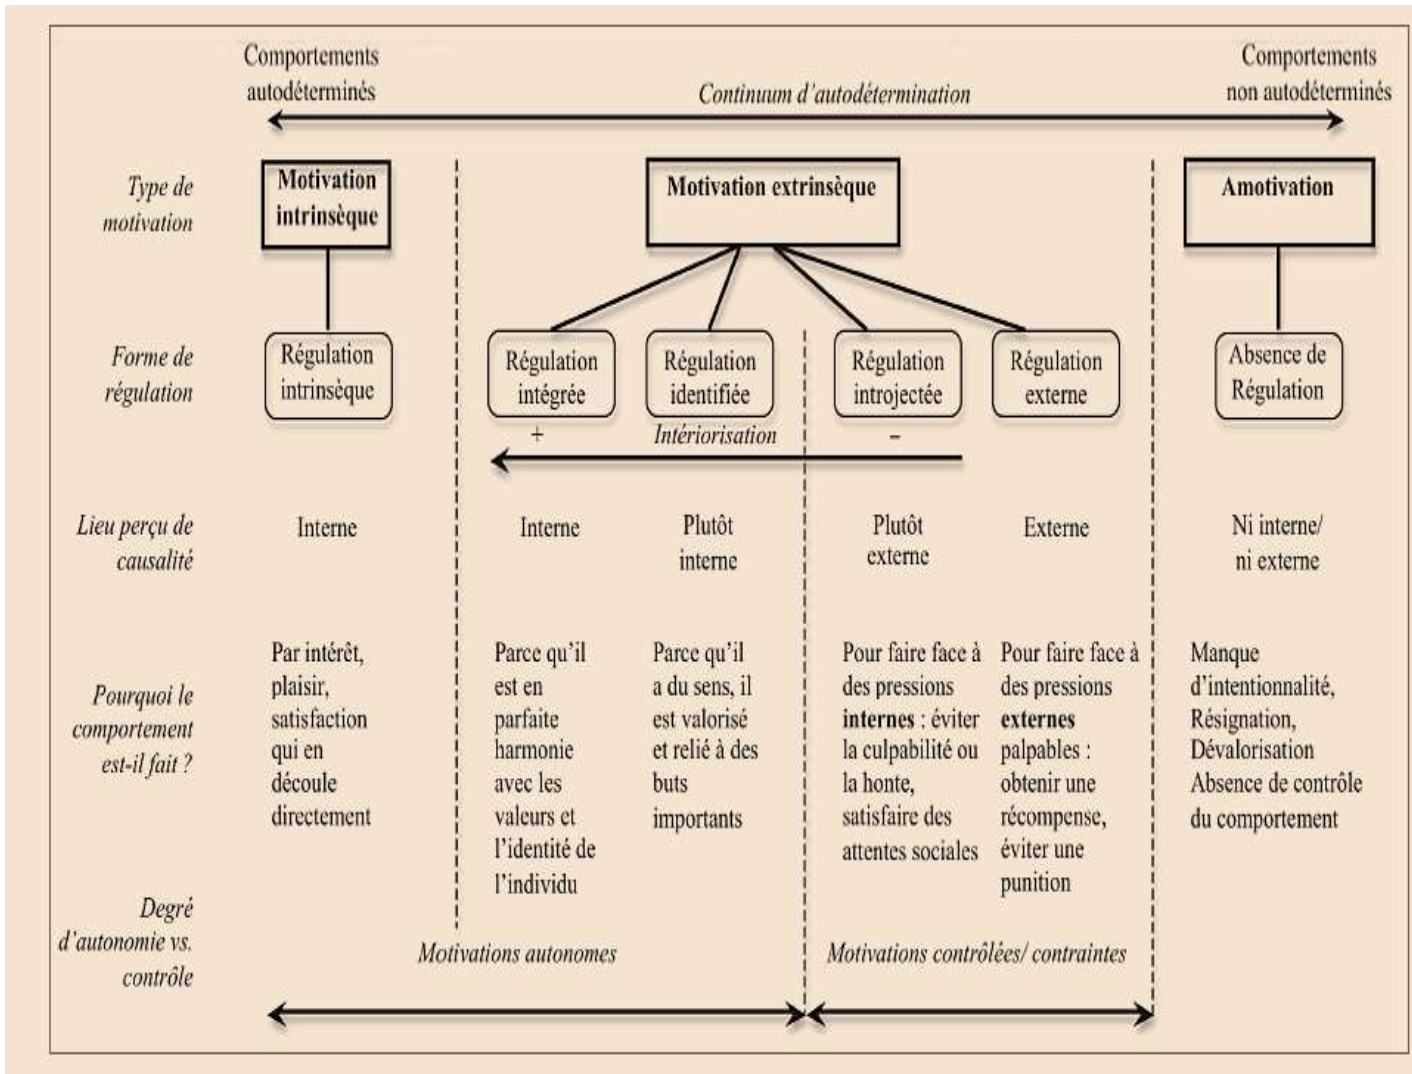 Comportements
autodéterminés
Continuum d'autodétermination
Comportements
non autodéterminés
Type de
motivation
Motivation
intrinsèque
Motivation extrinsèque
Amotivation
Forme de
régulation
Régulation
intrinsèque
Régulation
intégrée
Régulation
identifiée
Régulation
introjectée
Régulation
externe
Absence de
Régulation
+
Intériorisation
–
Lieu perçu de
causalité
Interne
Interne
Plutôt
interne
Plutôt
externe
Externe
Ni interne/
ni externe
Pourquoi le
comportement
est-il fait ?
Par intérêt,
plaisir,
satisfaction
qui en
découle
directement
Parce qu'il
est en
parfaite
harmonie
avec les
valeurs et
l'identité de
l'individu
Parce qu'il
a du sens, il
est valorisé
et relié à des
buts
importants
Pour faire face à
des pressions
internes : éviter
la culpabilité ou
la honte,
satisfaire des
attentes sociales
Pour faire face à
des pressions
externes
palpables :
obtenir une
récompense,
éviter une
punition
Manque
d'intentionnalité,
Résignation,
Dévalorisation
Absence de contrôle
du comportement
Degré
d'autonomie vs.
contrôle
Motivations autonomes
Motivations contrôlées/ contraintes